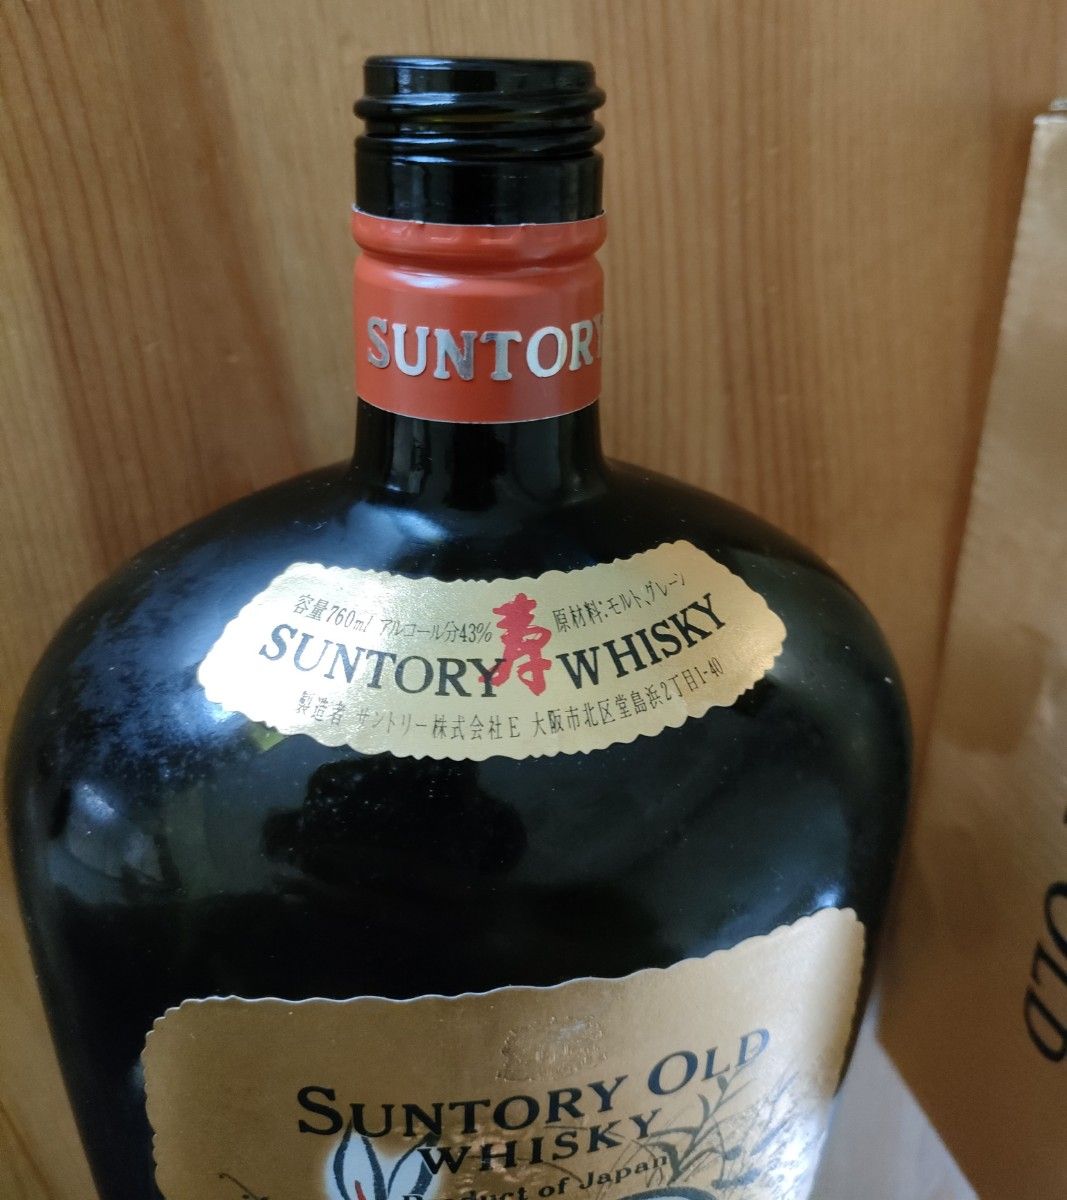 SUNTORY
容量760ml アルコール分43% 原材料:モルト、グレーン
SUNTORY 寿 WHISKY
製造者 サントリー株式会社E 大阪市北区堂島浜2丁目1-40
SUNTORY OLD
WHISKY
Product of Japan
OLD